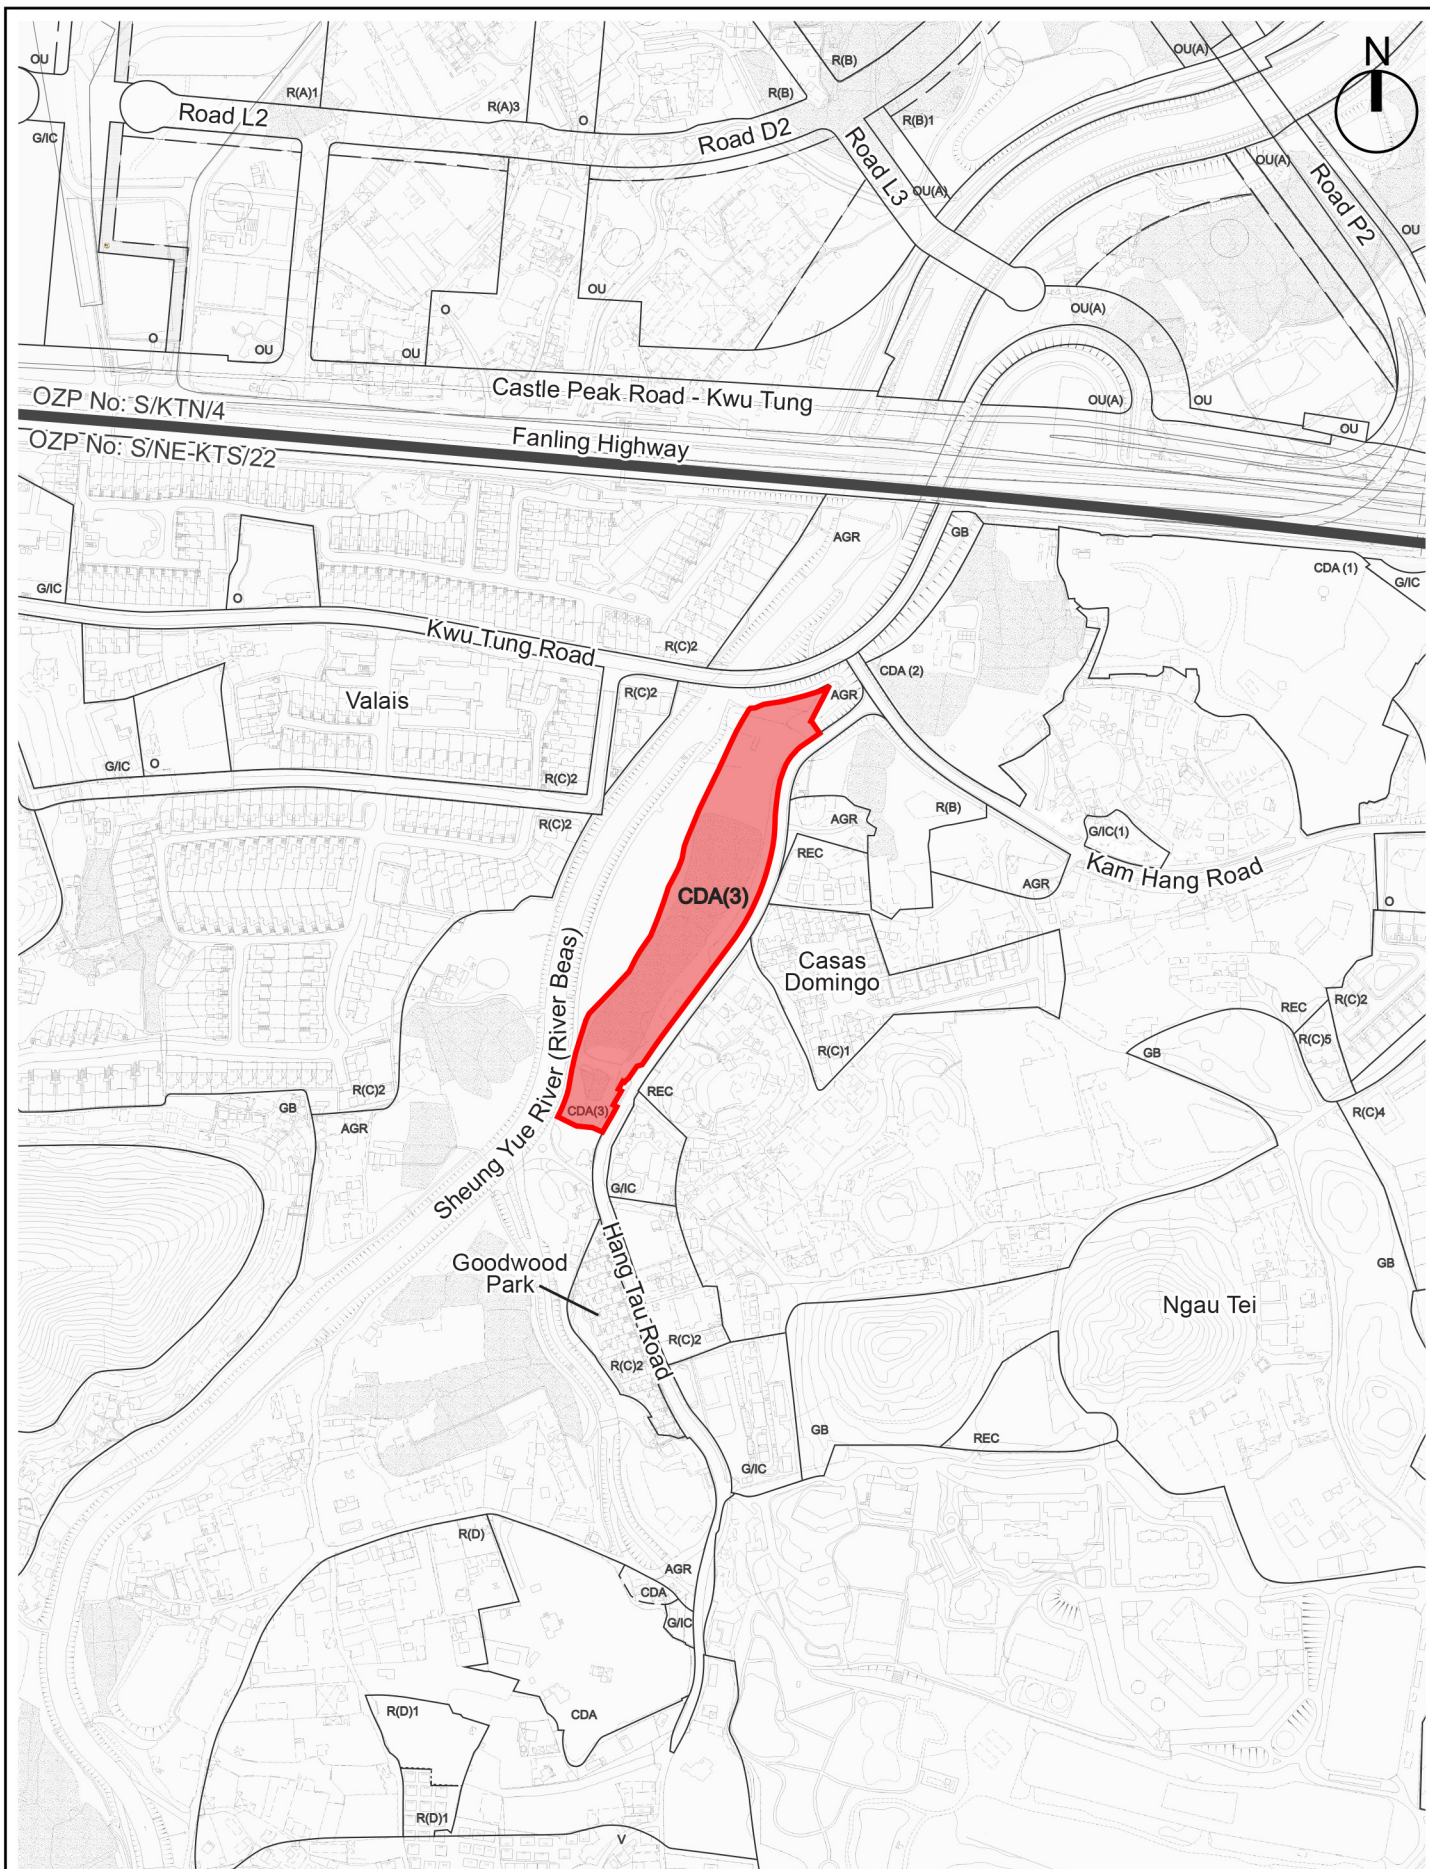 N
OU
R(B)
OU(A)
R(A)1
R(A)3
R(B)
Road L2
O
R(B)1
G/IC
Road D2
Road L3
OU(A)
OU(A)
Road P2
OU
OU
O
OU(A)
O
OU
OU
Castle Peak Road - Kwu Tung
OU(A)
OU
OU
OZP No: S/KTN/4
Fanling Highway
OZP No: S/NE-KTS/22
AGR
GB
CDA (1)
G/IC
G/IC
O
Kwu Tung Road
R(C)2
CDA (2)
Valais
R(C)2
AGR
G/IC
O
R(C)2
R(C)2
AGR
R(B)
REC
G/IC(1)
Kam Hang Road
CDA(3)
AGR
O
Sheung Yue River (River Beas)
Casas
Domingo
REC
R(C)2
R(C)5
R(C)1
GB
R(C)2
REC
GB
CDA(3)
R(C)4
AGR
G/IC
Goodwood
Park
Hang Tau Road
GB
Ngau Tei
R(C)2
R(C)2
GB
REC
G/IC
R(D)
AGR
CDA
G/IC
R(D)1
CDA
R(D)1
V